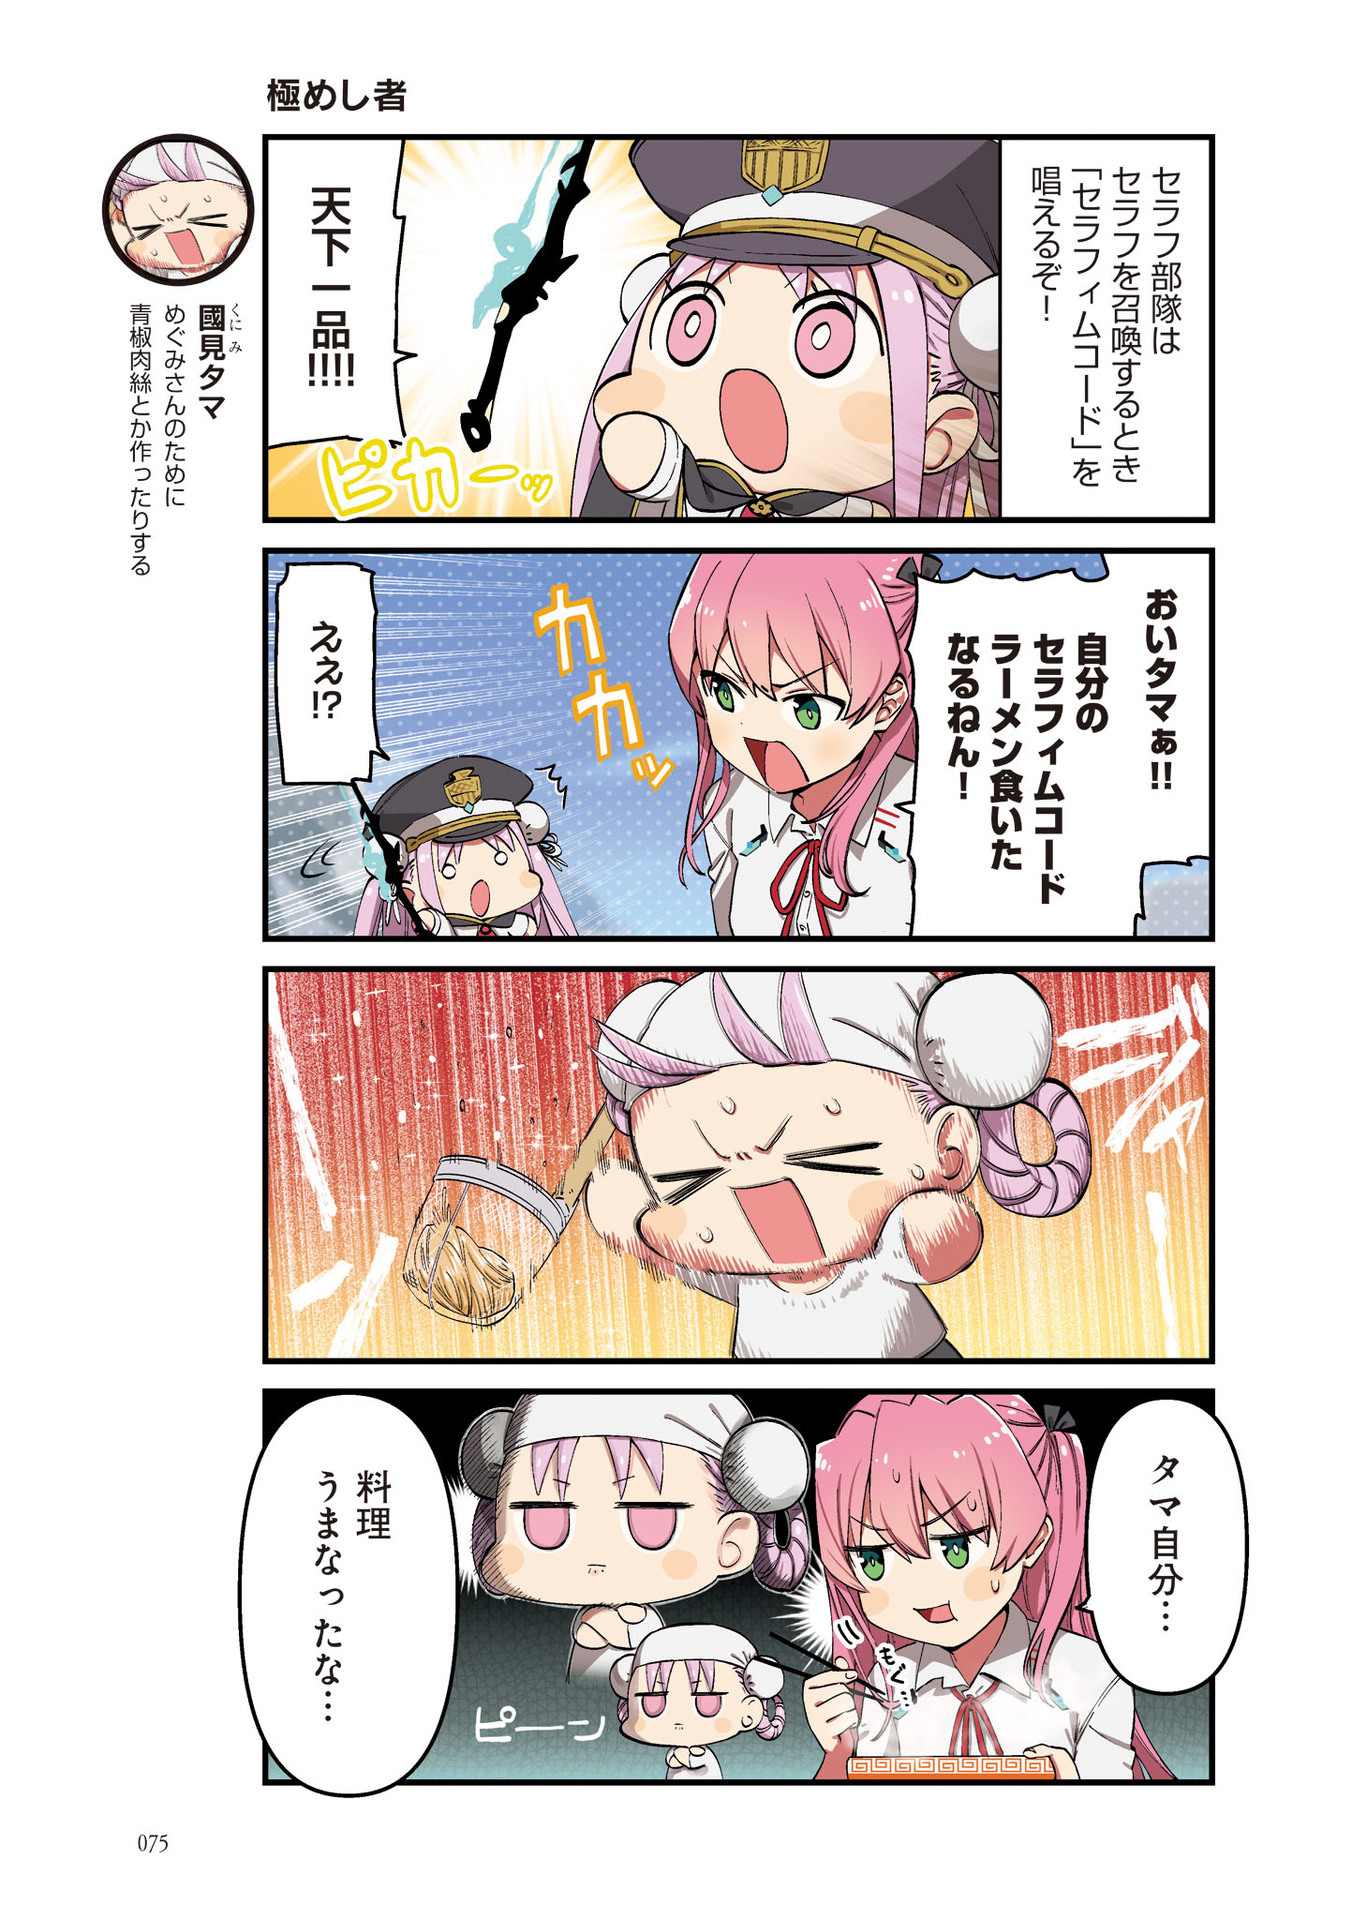 極めし者
セラフ部隊は
セラフを召喚するとき
「セラフィムコード」を
唱えるぞ!
天下一品!!!!
ピカーッ
國見タマ
くにみ
めぐみさんのために
青椒肉絲とか作ったりする
おいタマぁ!!
自分の
セラフィムコード
ラーメン食いた
なるねん!
カカッ
えぇ!?
ジャ
ンッ
タマ自分…
もぐ…
ピーン
料理
うまなったな…
075